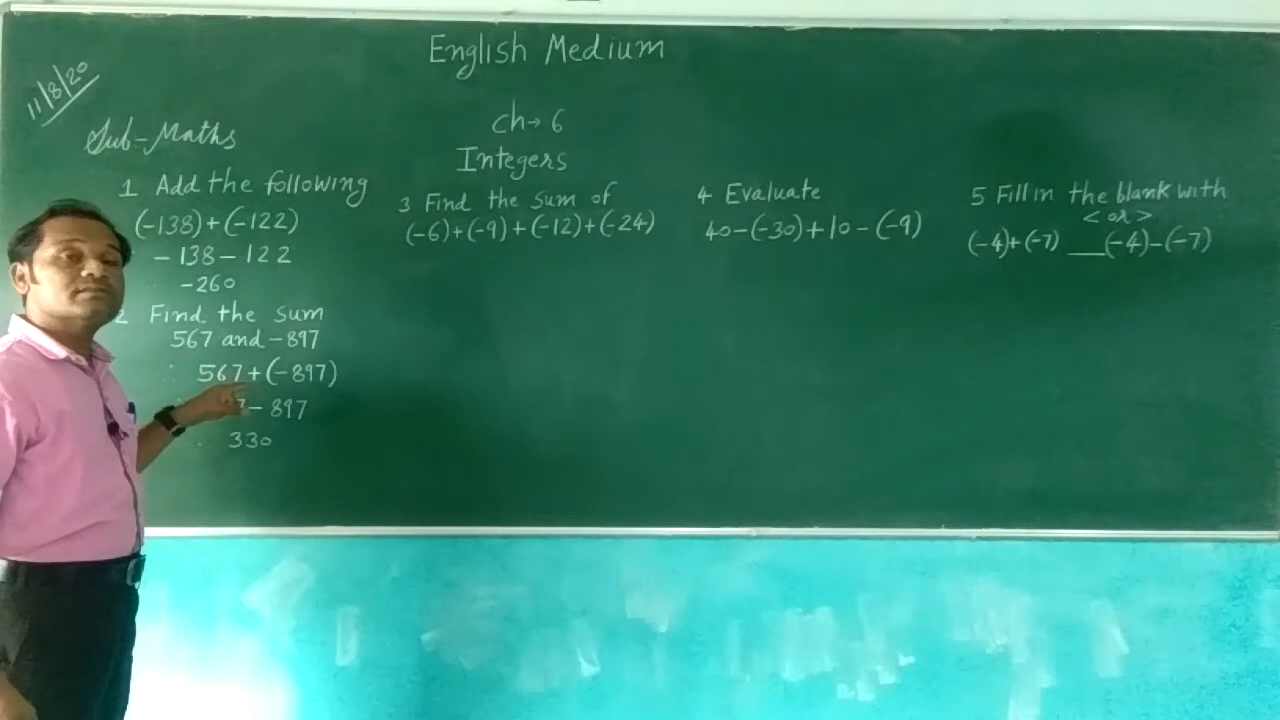 English Medium
11/8/20
Sub-Maths
ch→ 6
Integers
1 Add the following
(-138)+(-122)
-138-122
-260
2 Find the sum
567 and -897
∴ 567+(-897)
7- 897
330
3 Find the sum of
(-6)+(-9)+(-12)+(-24)
4 Evaluate
40-(-30)+10-(-9)
5 Fill in the blank with
< or >
(-4)+(-7) __ (-4)-(-7)